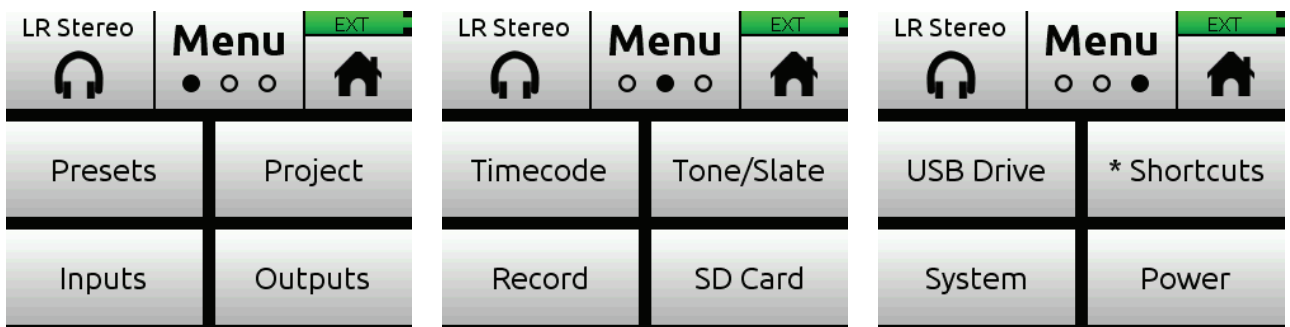 LR Stereo
Menu
EXT
Presets
Project
Inputs
Outputs
LR Stereo
Menu
EXT
Timecode
Tone/Slate
Record
SD Card
LR Stereo
Menu
EXT
USB Drive
* Shortcuts
System
Power